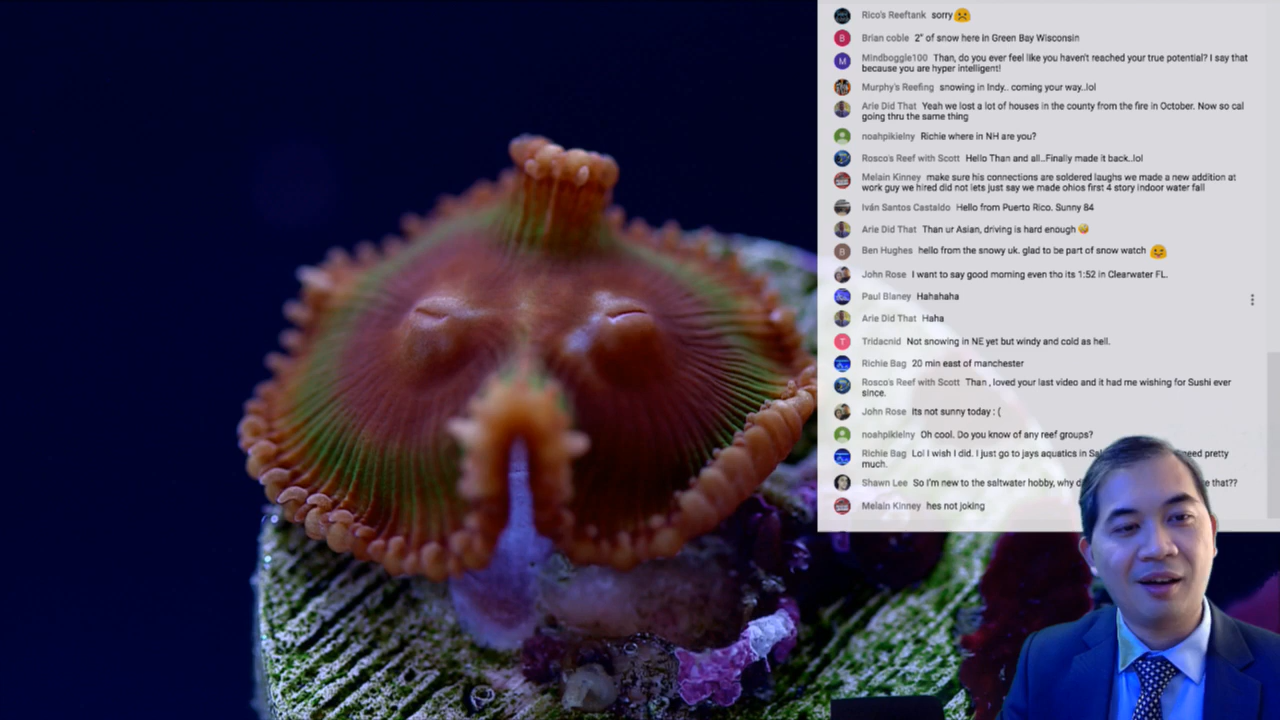 Rico's Reeftank sorry
B Brian coble 2" of snow here in Green Bay Wisconsin
M Mindboggle100 Than, do you ever feel like you haven't reached your true potential? I say that
because you are hyper intelligent!
Murphy's Reefing snowing in Indy.. coming your way..lol
Arie Did That Yeah we lost a lot of houses in the county from the fire in October. Now so cal
going thru the same thing
noahpikielny Richie where in NH are you?
Rosco's Reef with Scott Hello Than and all..Finally made it back..lol
Melain Kinney make sure his connections are soldered laughs we made a new addition at
work guy we hired did not lets just say we made ohios first 4 story indoor water fall
Iván Santos Castaldo Hello from Puerto Rico. Sunny 84
Arie Did That Than ur Asian, driving is hard enough
B Ben Hughes hello from the snowy uk. glad to be part of snow watch
John Rose I want to say good morning even tho its 1:52 in Clearwater FL.
Paul Blaney Hahahaha
Arie Did That Haha
T Tridacnid Not snowing in NE yet but windy and cold as hell.
Richie Bag 20 min east of manchester
Rosco's Reef with Scott Than , loved your last video and it had me wishing for Sushi ever
since.
John Rose Its not sunny today : (
noahpikielny Oh cool. Do you know of any reef groups?
Richie Bag Lol I wish I did. I just go to jays aquatics in need pretty
much.
Shawn Lee So I'm new to the saltwater hobby, why that??
Melain Kinney hes not joking